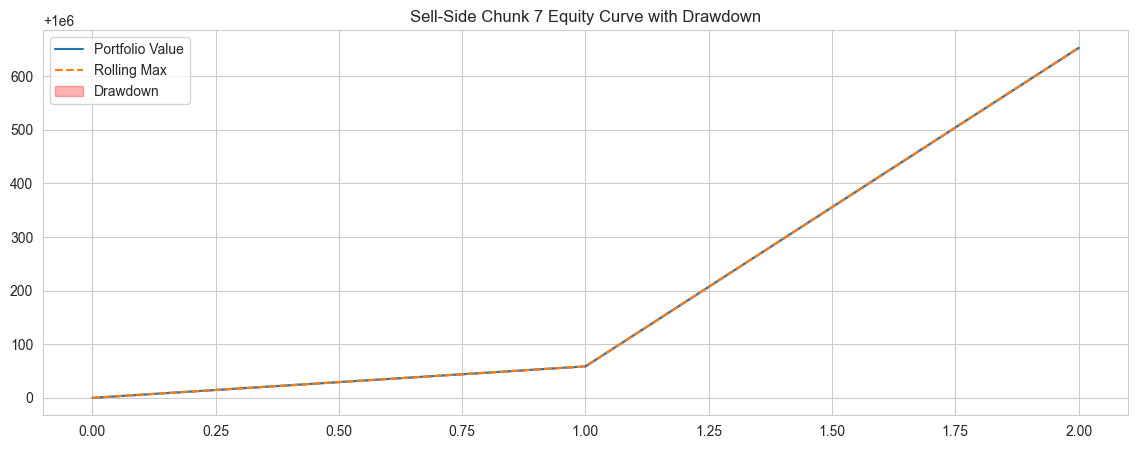 Sell-Side Chunk 7 Equity Curve with Drawdown
+1e6
Portfolio Value
Rolling Max
Drawdown
600
500
400
300
200
100
0
0.00 0.25 0.50 0.75 1.00 1.25 1.50 1.75 2.00